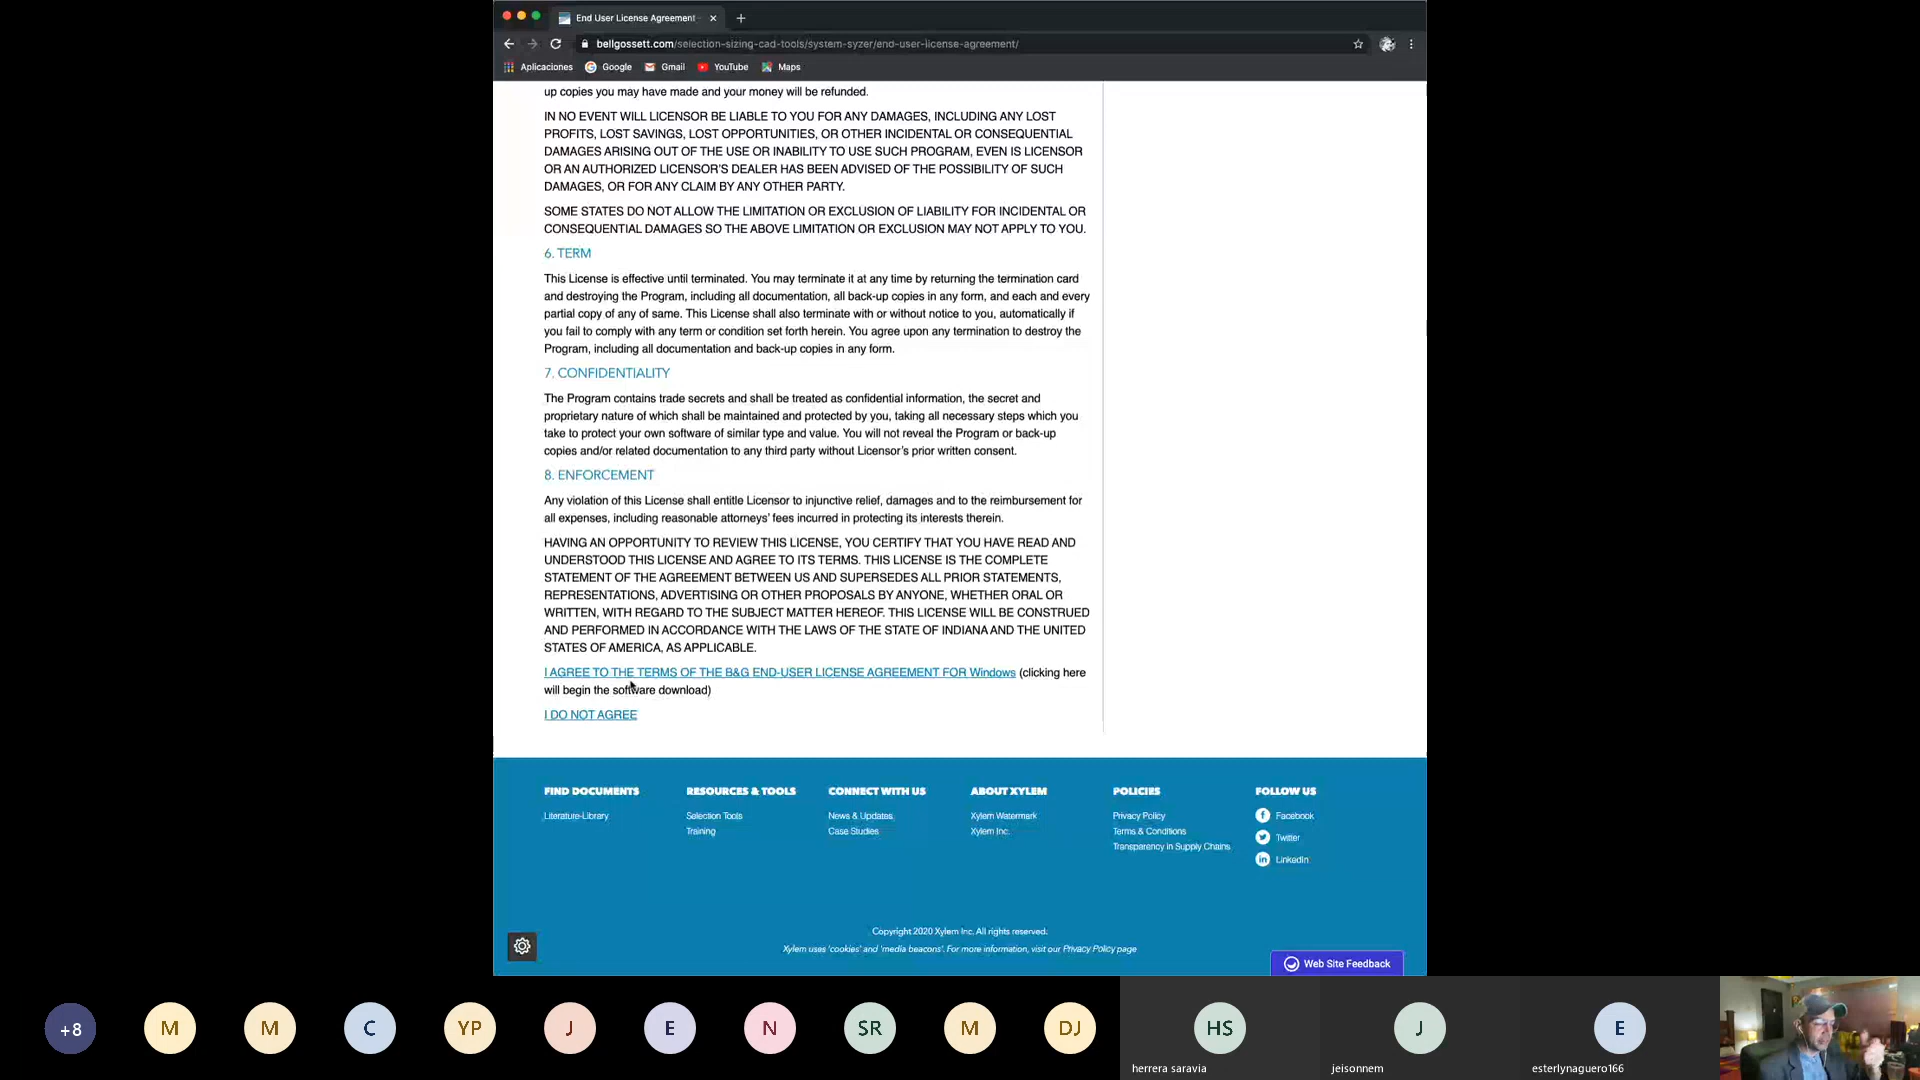 End User License Agreement
bellgossett.com/selection-sizing-cad-tools/system-syzer/end-user-license-agreement/
Aplicaciones Google Gmail YouTube Maps
up copies you may have made and your money will be refunded.
IN NO EVENT WILL LICENSOR BE LIABLE TO YOU FOR ANY DAMAGES, INCLUDING ANY LOST
PROFITS, LOST SAVINGS, LOST OPPORTUNITIES, OR OTHER INCIDENTAL OR CONSEQUENTIAL
DAMAGES ARISING OUT OF THE USE OR INABILITY TO USE SUCH PROGRAM, EVEN IS LICENSOR
OR AN AUTHORIZED LICENSOR'S DEALER HAS BEEN ADVISED OF THE POSSIBILITY OF SUCH
DAMAGES, OR FOR ANY CLAIM BY ANY OTHER PARTY.
SOME STATES DO NOT ALLOW THE LIMITATION OR EXCLUSION OF LIABILITY FOR INCIDENTAL OR
CONSEQUENTIAL DAMAGES SO THE ABOVE LIMITATION OR EXCLUSION MAY NOT APPLY TO YOU.
6. TERM
This License is effective until terminated. You may terminate it at any time by returning the termination card
and destroying the Program, including all documentation, all back-up copies in any form, and each and every
partial copy of any of same. This License shall also terminate with or without notice to you, automatically if
you fail to comply with any term or condition set forth herein. You agree upon any termination to destroy the
Program, including all documentation and back-up copies in any form.
7. CONFIDENTIALITY
The Program contains trade secrets and shall be treated as confidential information, the secret and
proprietary nature of which shall be maintained and protected by you, taking all necessary steps which you
take to protect your own software of similar type and value. You will not reveal the Program or back-up
copies and/or related documentation to any third party without Licensor's prior written consent.
8. ENFORCEMENT
Any violation of this License shall entitle Licensor to injunctive relief, damages and to the reimbursement for
all expenses, including reasonable attorneys' fees incurred in protecting its interests therein.
HAVING AN OPPORTUNITY TO REVIEW THIS LICENSE, YOU CERTIFY THAT YOU HAVE READ AND
UNDERSTOOD THIS LICENSE AND AGREE TO ITS TERMS. THIS LICENSE IS THE COMPLETE
STATEMENT OF THE AGREEMENT BETWEEN US AND SUPERSEDES ALL PRIOR STATEMENTS,
REPRESENTATIONS, ADVERTISING OR OTHER PROPOSALS BY ANYONE, WHETHER ORAL OR
WRITTEN, WITH REGARD TO THE SUBJECT MATTER HEREOF. THIS LICENSE WILL BE CONSTRUED
AND PERFORMED IN ACCORDANCE WITH THE LAWS OF THE STATE OF INDIANA AND THE UNITED
STATES OF AMERICA, AS APPLICABLE.
I AGREE TO THE TERMS OF THE B&G END-USER LICENSE AGREEMENT FOR Windows (clicking here
will begin the software download)
I DO NOT AGREE
FIND DOCUMENTS RESOURCES & TOOLS CONNECT WITH US ABOUT XYLEM POLICIES FOLLOW US
Literature-Library Selection Tools News & Updates Xylem Watermark Privacy Policy Facebook
Training Case Studies Xylem Inc. Terms & Conditions Twitter
Transparency in Supply Chains LinkedIn
Copyright 2020 Xylem Inc. All rights reserved.
Xylem uses 'cookies' and 'media beacons'. For more information, visit our Privacy Policy page
Web Site Feedback
+8 M M C YP J E N SR M DJ HS J E
herrera saravia jeisonnem esterlynaguero166